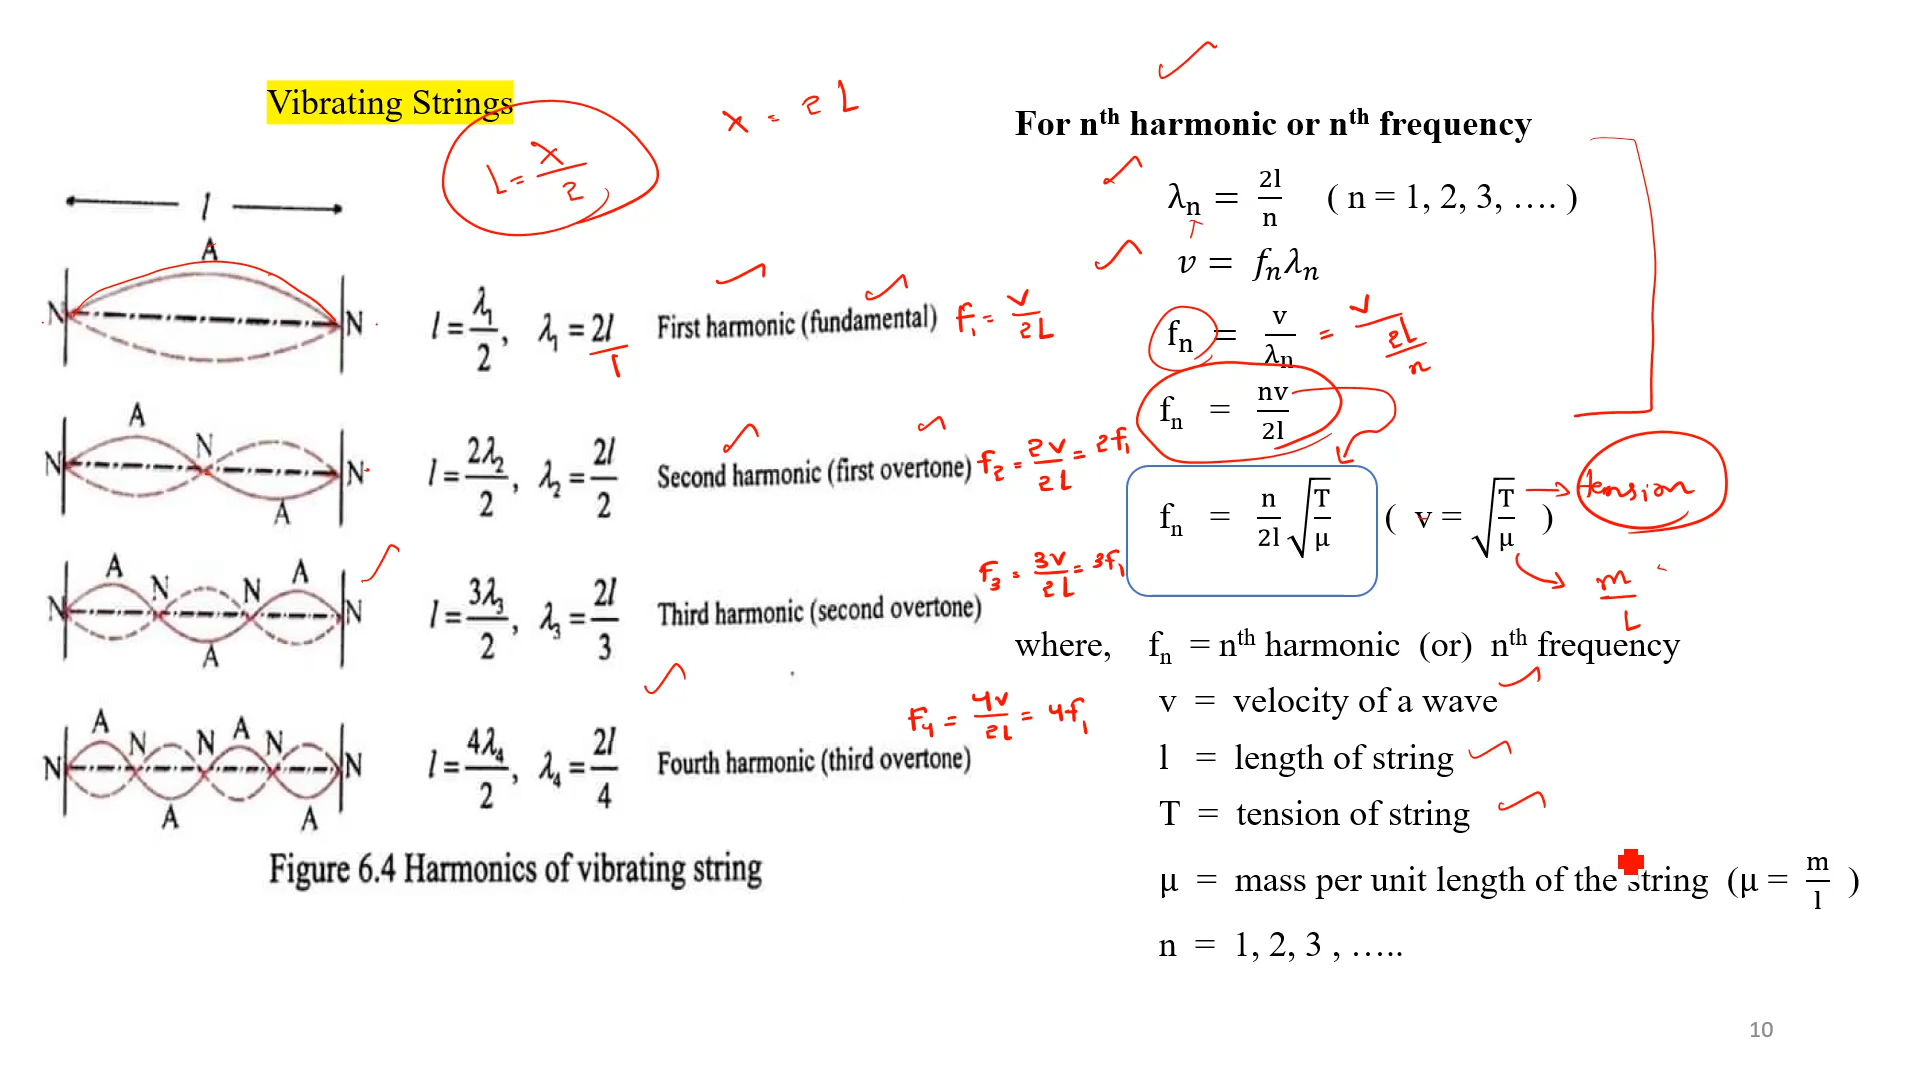 Vibrating Strings
L = λ/2
λ = 2L
l
A
N N
l = λ₁/2, λ₁ = 2l/1 First harmonic (fundamental) f₁ = v/2L
A
N N N
A
l = 2λ₂/2, λ₂ = 2l/2 Second harmonic (first overtone) f₂ = 2v/2L = 2f₁
A A
N N N N
A
l = 3λ₃/2, λ₃ = 2l/3 Third harmonic (second overtone) F₃ = 3v/2L = 3f₁
A A
N N N N N
A A
l = 4λ₄/2, λ₄ = 2l/4 Fourth harmonic (third overtone) F₄ = 4v/2L = 4f₁
Figure 6.4 Harmonics of vibrating string
For nᵗʰ harmonic or nᵗʰ frequency
λₙ = 2l/n ( n = 1, 2, 3, …. )
v = fₙλₙ
fₙ = v/λₙ = v/(2L/n)
fₙ = nv/2l
fₙ = n/2l √(T/μ) ( v = √(T/μ) ) tension
m/L
where, fₙ = nᵗʰ harmonic (or) nᵗʰ frequency
v = velocity of a wave
l = length of string
T = tension of string
μ = mass per unit length of the string (μ = m/l )
n = 1, 2, 3 , …..
10